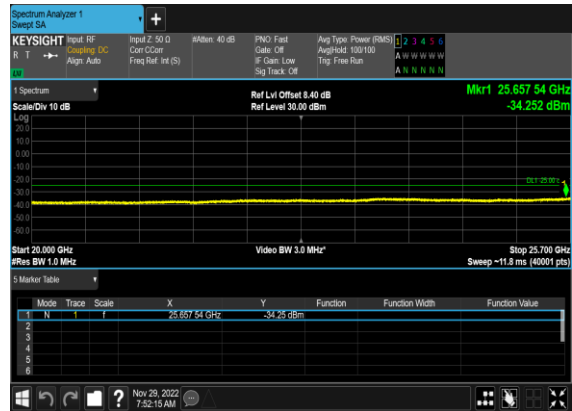 Spectrum Analyzer 1
Swept SA
+
KEYSIGHT Input: RF Input Z: 50 Ω #Atten: 40 dB PNO: Fast Avg Type: Power (RMS) 1 2 3 4 5 6
R T Coupling: DC Corr CCorr Gate: Off Avg|Hold: 100/100 A W W W W W
Align: Auto Freq Ref: Int (S) IF Gain: Low Trig: Free Run
Sig Track: Off A N N N N N
1 Spectrum Ref Lvl Offset 8.40 dB Mkr1 25.657 54 GHz
Scale/Div 10 dB Ref Level 30.00 dBm -34.252 dBm
Log
20.0
10.0
0.00
-10.0
-20.0
DL1 -25.00
-30.0
-40.0
-50.0
-60.0
Start 20.000 GHz Video BW 3.0 MHz* Stop 25.700 GHz
#Res BW 1.0 MHz Sweep ~11.8 ms (40001 pts)
5 Marker Table
Mode Trace Scale X Y Function Function Width Function Value
1 N 1 f 25.657 54 GHz -34.25 dBm
2
3
4
5
6
? Nov 29, 2022
7:52:15 AM